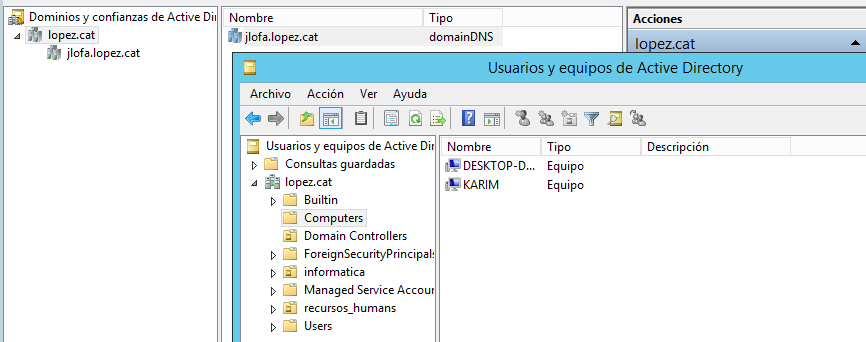 Dominios y confianzas de Active Direct
lopez.cat
jlofa.lopez.cat
Nombre Tipo
jlofa.lopez.cat domainDNS
Acciones
lopez.cat
Usuarios y equipos de Active Directory
Archivo Acción Ver Ayuda
Usuarios y equipos de Active Dir
Consultas guardadas
lopez.cat
Builtin
Computers
Domain Controllers
ForeignSecurityPrincipals
informatica
Managed Service Accour
recursos_humans
Users
Nombre Tipo Descripción
DESKTOP-D... Equipo
KARIM Equipo